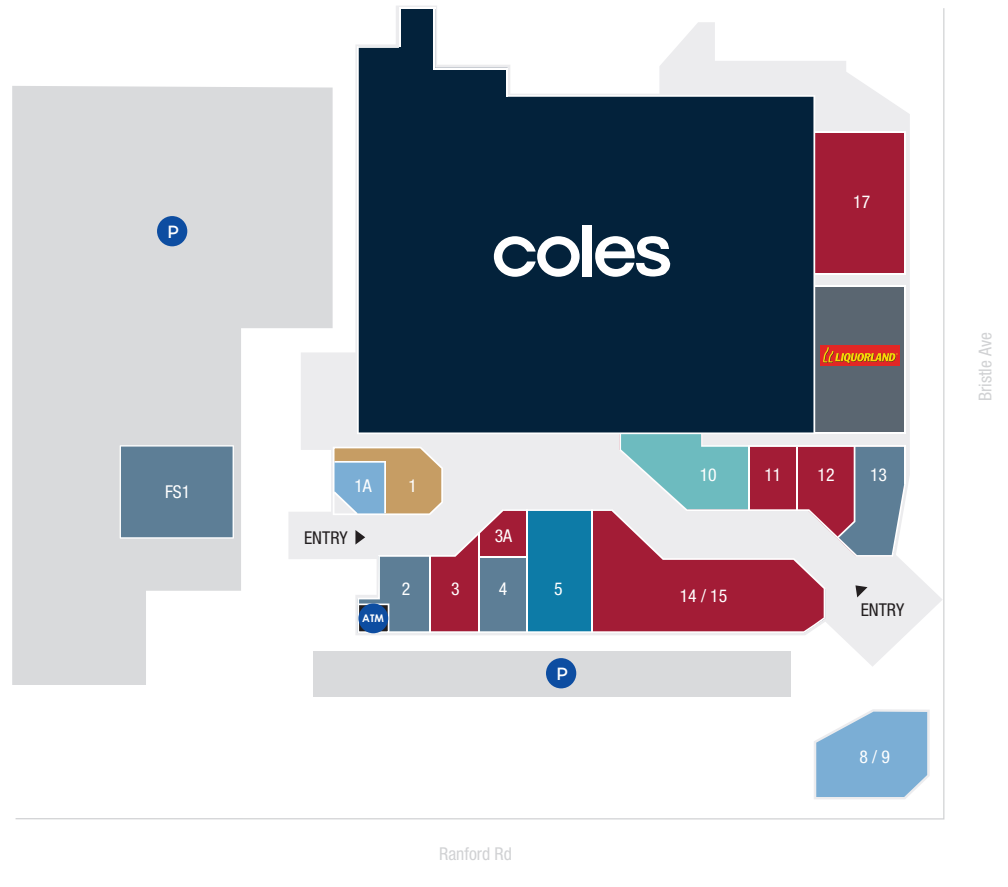 17
P
coles
LIQUORLAND
Bristle Ave
10
11
12
13
1A
1
FS1
ENTRY
3A
2
3
4
5
14 / 15
ENTRY
ATM
P
8 / 9
Ranford Rd